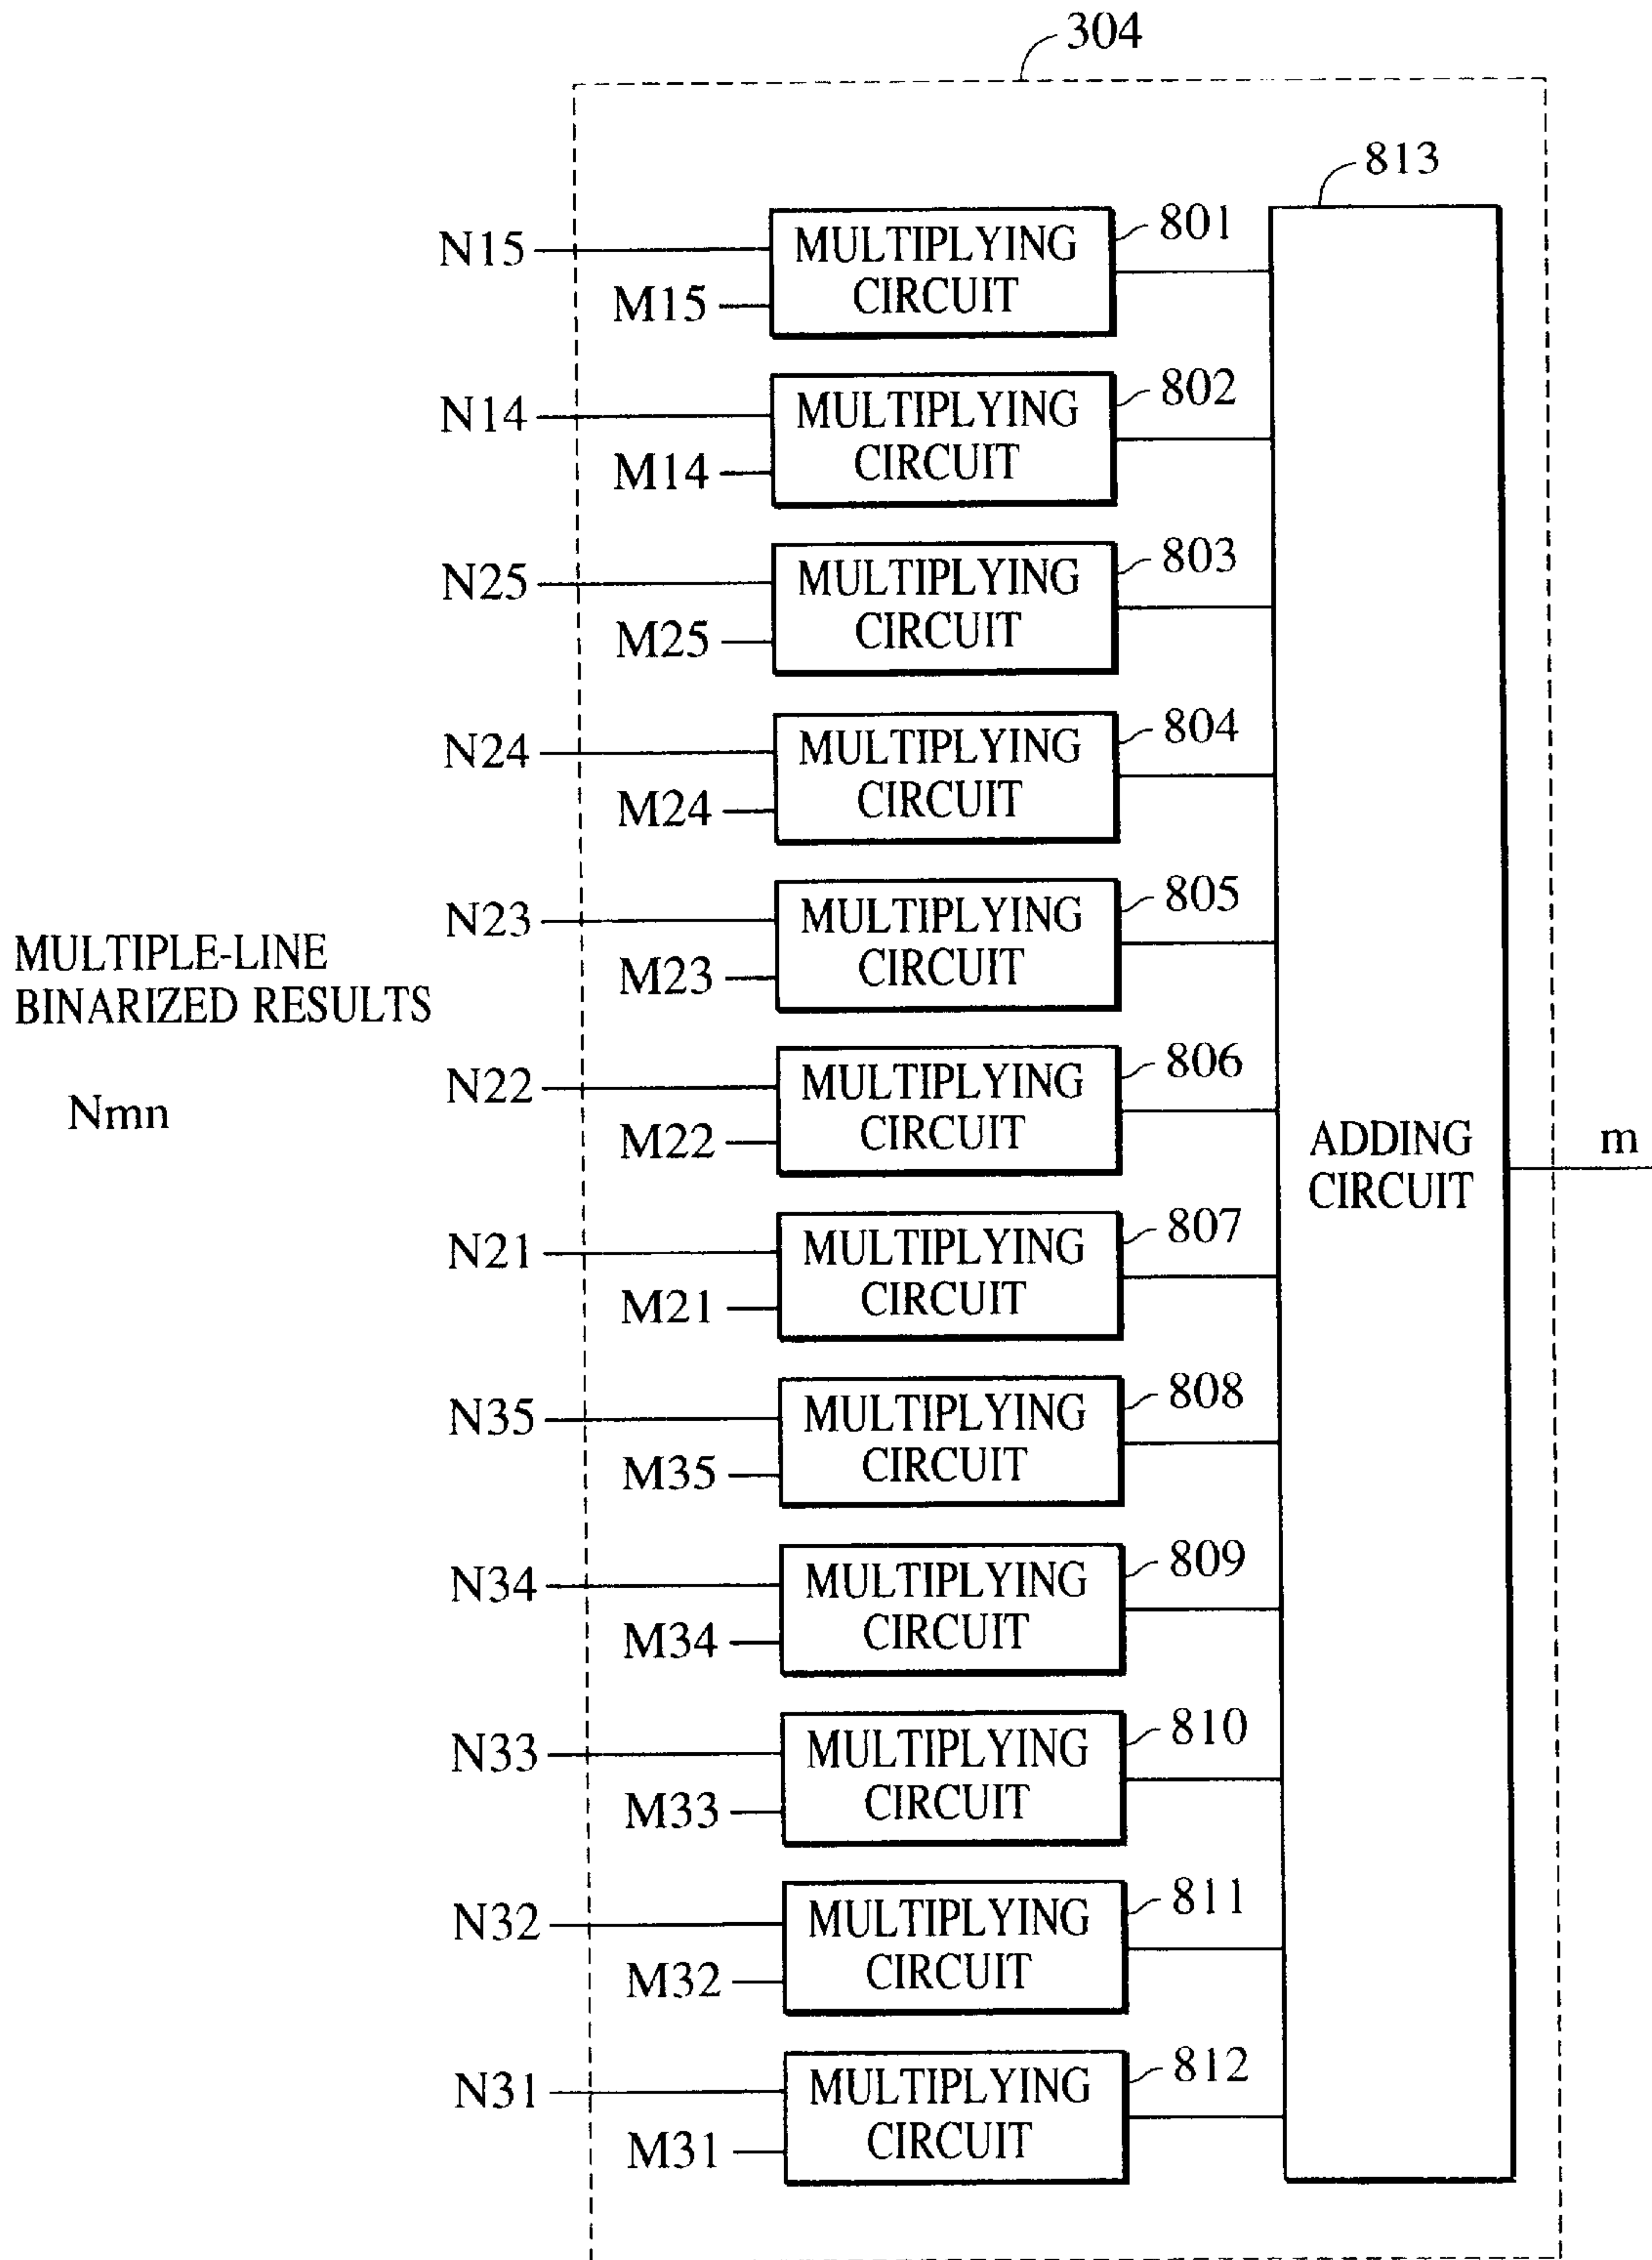 304
813
N15
MULTIPLYING
CIRCUIT
801
M15
N14
MULTIPLYING
CIRCUIT
802
M14
N25
MULTIPLYING
CIRCUIT
803
M25
N24
MULTIPLYING
CIRCUIT
804
M24
N23
MULTIPLYING
CIRCUIT
805
M23
MULTIPLE-LINE
BINARIZED RESULTS
Nmn
N22
MULTIPLYING
CIRCUIT
806
M22
ADDING
CIRCUIT
m
N21
MULTIPLYING
CIRCUIT
807
M21
N35
MULTIPLYING
CIRCUIT
808
M35
N34
MULTIPLYING
CIRCUIT
809
M34
N33
MULTIPLYING
CIRCUIT
810
M33
N32
MULTIPLYING
CIRCUIT
811
M32
N31
MULTIPLYING
CIRCUIT
812
M31